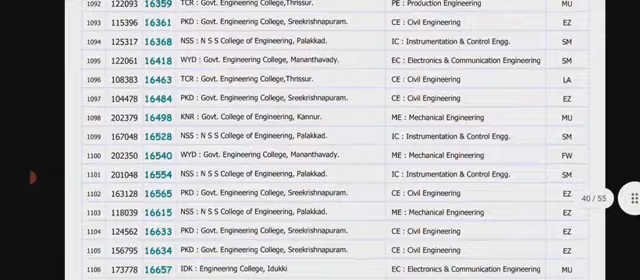 1092 122093 16359 TCR : Govt. Engineering College,Thrissur. PE : Production Engineering MU
1093 115396 16361 PKD : Govt. Engineering College, Sreekrishnapuram. CE : Civil Engineering EZ
1094 125317 16368 NSS : N S S College of Engineering, Palakkad. IC : Instrumentation & Control Engg. SM
1095 122061 16418 WYD : Govt. Engineering College, Mananthavady. EC : Electronics & Communication Engineering SM
1096 108383 16463 TCR : Govt. Engineering College,Thrissur. CE : Civil Engineering LA
1097 104478 16484 PKD : Govt. Engineering College, Sreekrishnapuram. CE : Civil Engineering EZ
1098 202379 16498 KNR : Govt. Engineering College, Kannur. ME : Mechanical Engineering MU
1099 167048 16528 NSS : N S S College of Engineering, Palakkad. IC : Instrumentation & Control Engg. SM
1100 202350 16540 WYD : Govt. Engineering College, Mananthavady. ME : Mechanical Engineering FW
1101 201048 16554 NSS : N S S College of Engineering, Palakkad. IC : Instrumentation & Control Engg. SM
1102 163128 16565 PKD : Govt. Engineering College, Sreekrishnapuram. CE : Civil Engineering EZ
40 / 55
1103 118039 16615 NSS : N S S College of Engineering, Palakkad. ME : Mechanical Engineering EZ
1104 124562 16633 PKD : Govt. Engineering College, Sreekrishnapuram. CE : Civil Engineering EZ
1105 156795 16634 PKD : Govt. Engineering College, Sreekrishnapuram. CE : Civil Engineering EZ
1106 173778 16657 IDK : Engineering College, Idukki EC : Electronics & Communication Engineering MU